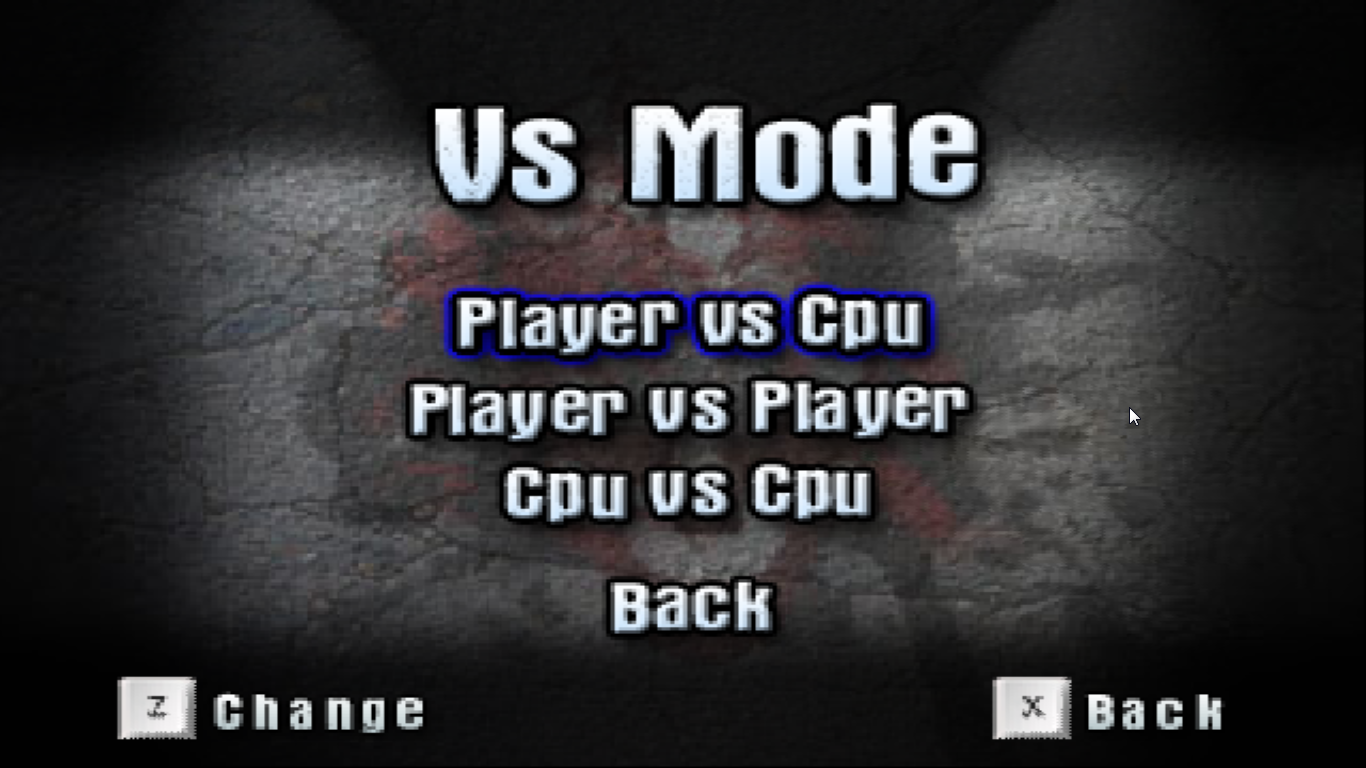 Vs Mode
Player vs Cpu
Player vs Player
Cpu vs Cpu
Back
Z Change
X Back